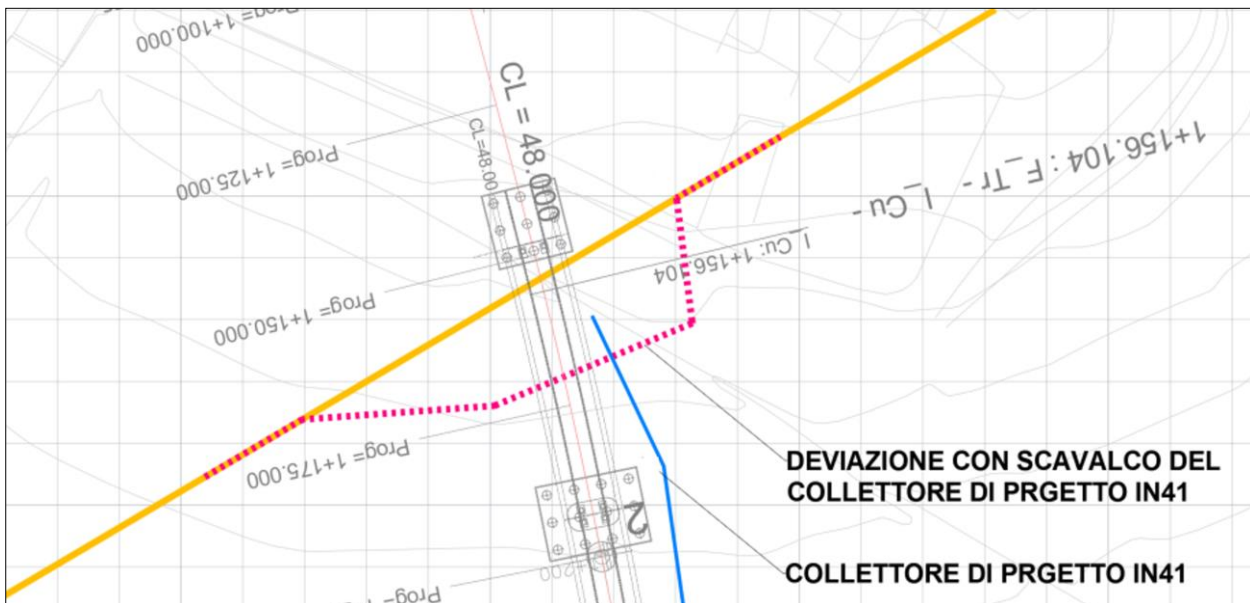 Prog= 1+100.000
CL = 48.000
CL=48.00
Prog= 1+125.000
1+156.104 : F_Tr - I_Cu -
I_Cu: 1+156.104
Prog= 1+150.000
Prog= 1+175.000
DEVIAZIONE CON SCAVALCO DEL
COLLETTORE DI PRGETTO IN41
2
COLLETTORE DI PRGETTO IN41